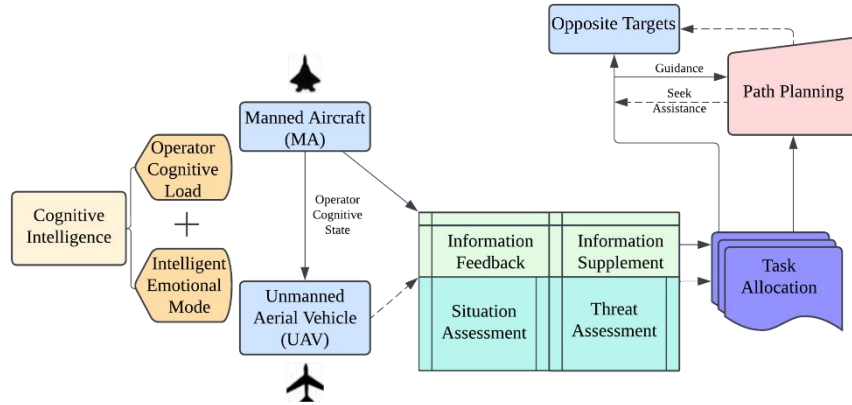 Cognitive
Intelligence
Operator
Cognitive
Load
+
Intelligent
Emotional
Mode
Manned Aircraft
(MA)
Operator
Cognitive
State
Unmanned
Aerial Vehicle
(UAV)
Information
Feedback
Information
Supplement
Situation
Assessment
Threat
Assessment
Opposite Targets
Guidance
Seek
Assistance
Path Planning
Task
Allocation